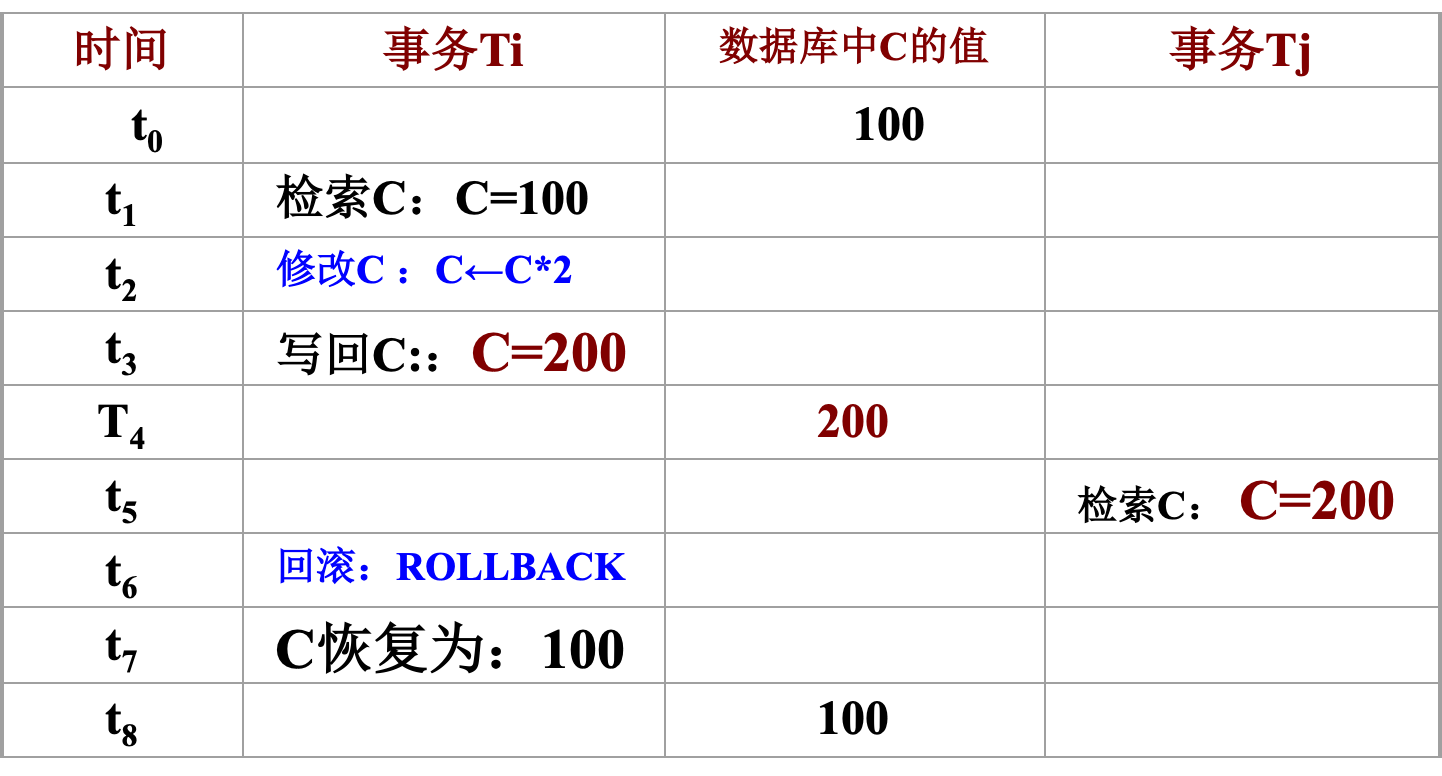 时间 事务Ti 数据库中C的值 事务Tj
t0 100
t1 检索C：C=100
t2 修改C ：C←C*2
t3 写回C:：C=200
T4 200
t5 检索C： C=200
t6 回滚：ROLLBACK
t7 C恢复为：100
t8 100